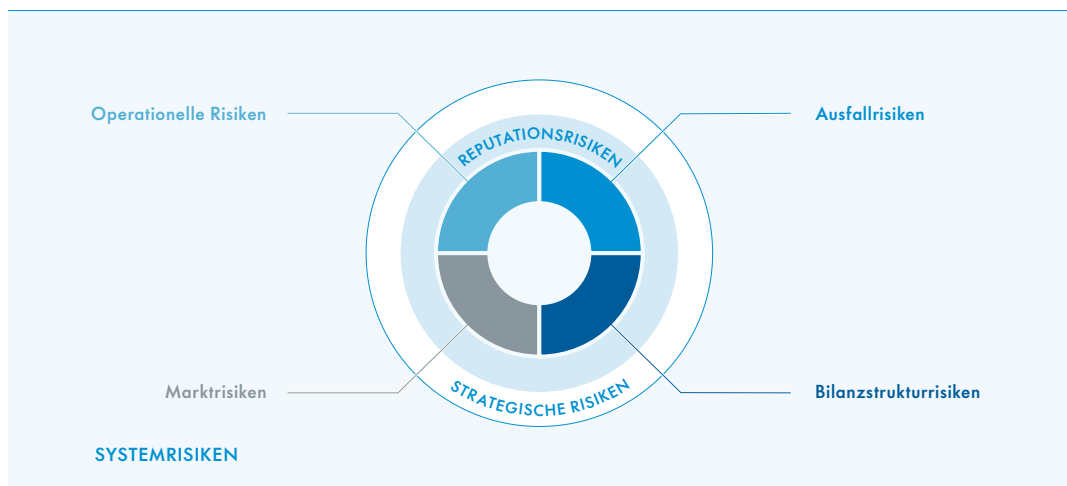 Operationelle Risiken
Ausfallrisiken
REPUTATIONSRISIKEN
STRATEGISCHE RISIKEN
Marktrisiken
Bilanzstrukturrisiken
SYSTEMRISIKEN